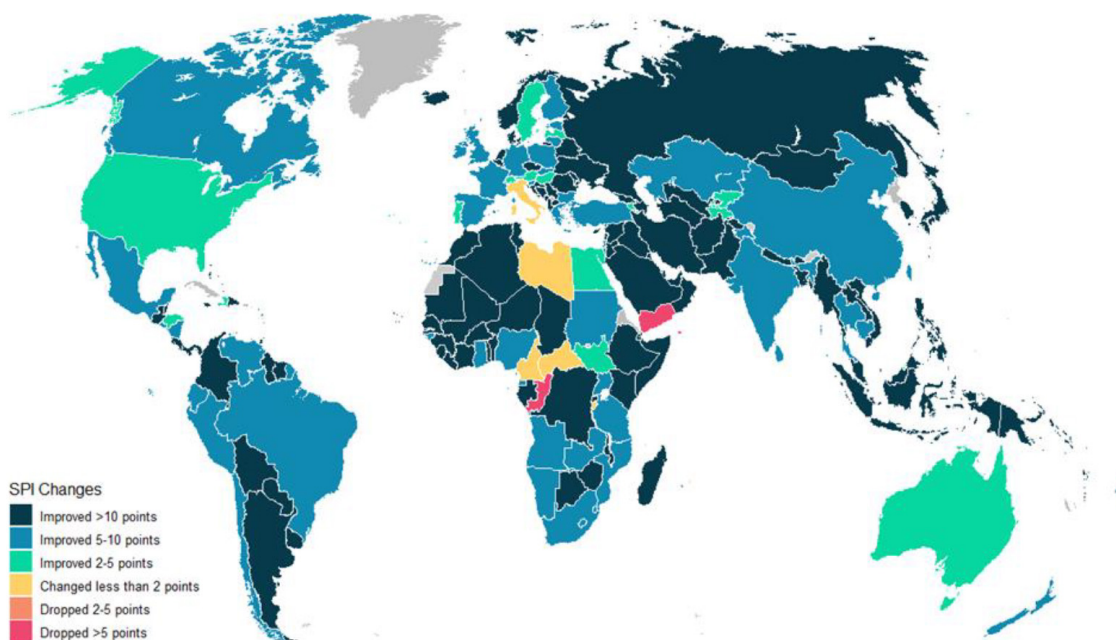 SPI Changes
Improved >10 points
Improved 5-10 points
Improved 2-5 points
Changed less than 2 points
Dropped 2-5 points
Dropped >5 points